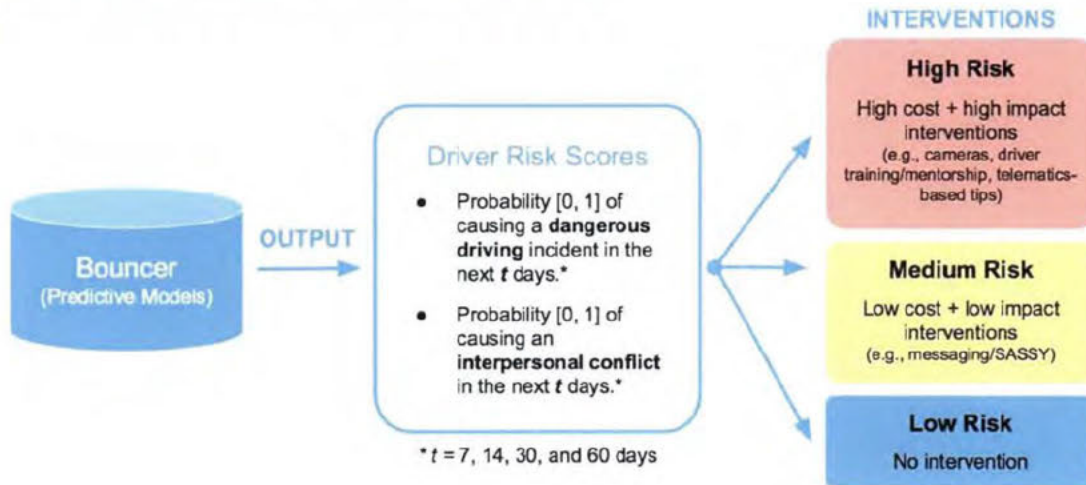 INTERVENTIONS
High Risk
High cost + high impact
interventions
(e.g., cameras, driver
training/mentorship, telematics-
based tips)
Driver Risk Scores
● Probability [0, 1] of
causing a dangerous
driving incident in the
next t days.*
● Probability [0, 1] of
causing an
interpersonal conflict
in the next t days.*
* t = 7, 14, 30, and 60 days
OUTPUT
Bouncer
(Predictive Models)
Medium Risk
Low cost + low impact
interventions
(e.g., messaging/SASSY)
Low Risk
No intervention